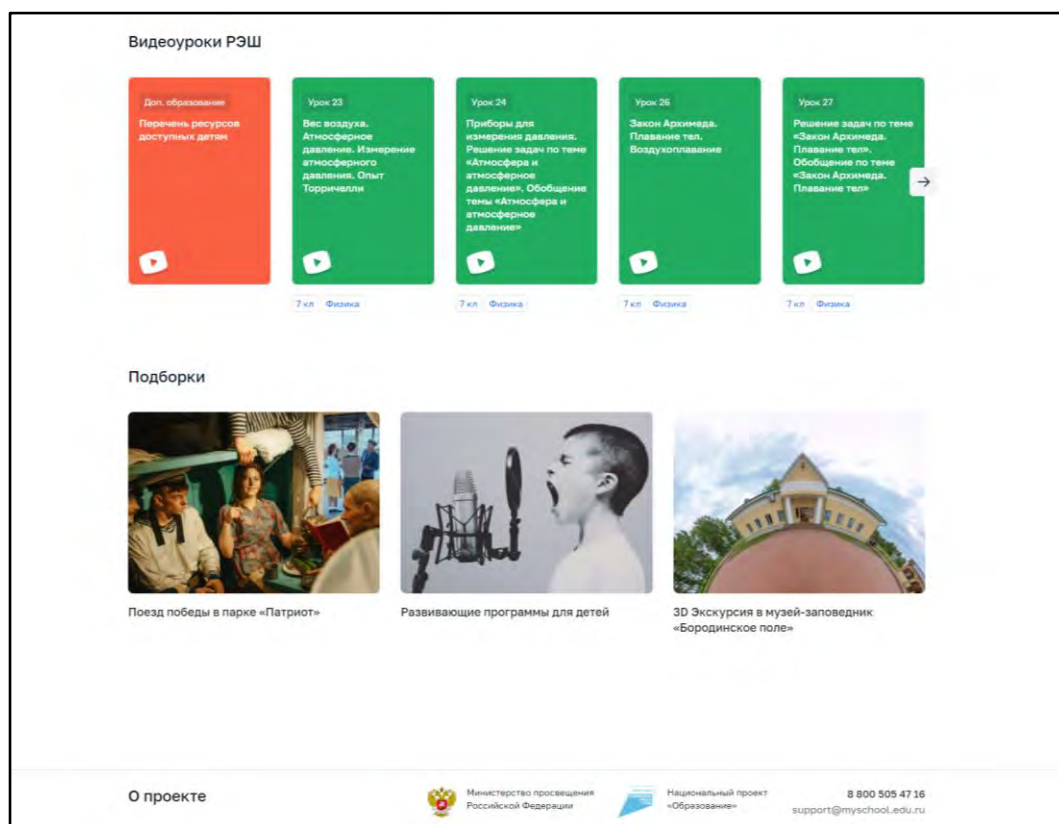 Видеоуроки РЭШ
Доп. образование
Перечень ресурсов
доступных детям
Урок 23
Вес воздуха.
Атмосферное
давление. Измерение
атмосферного
давления. Опыт
Торричелли
Урок 24
Приборы для
измерения давления.
Решение задач по теме
«Атмосфера и
атмосферное
давление». Обобщение
темы «Атмосфера и
атмосферное
давление»
Урок 26
Закон Архимеда.
Плавание тел.
Воздухоплавание
Урок 27
Решение задач по теме
«Закон Архимеда.
Плавание тел».
Обобщение по теме
«Закон Архимеда.
Плавание тел»
7 кл Физика
7 кл Физика
7 кл Физика
7 кл Физика
Подборки
Поезд победы в парке «Патриот»
Развивающие программы для детей
3D Экскурсия в музей-заповедник
«Бородинское поле»
О проекте
Министерство просвещения
Российской Федерации
Национальный проект
«Образование»
8 800 505 47 16
support@myschool.edu.ru